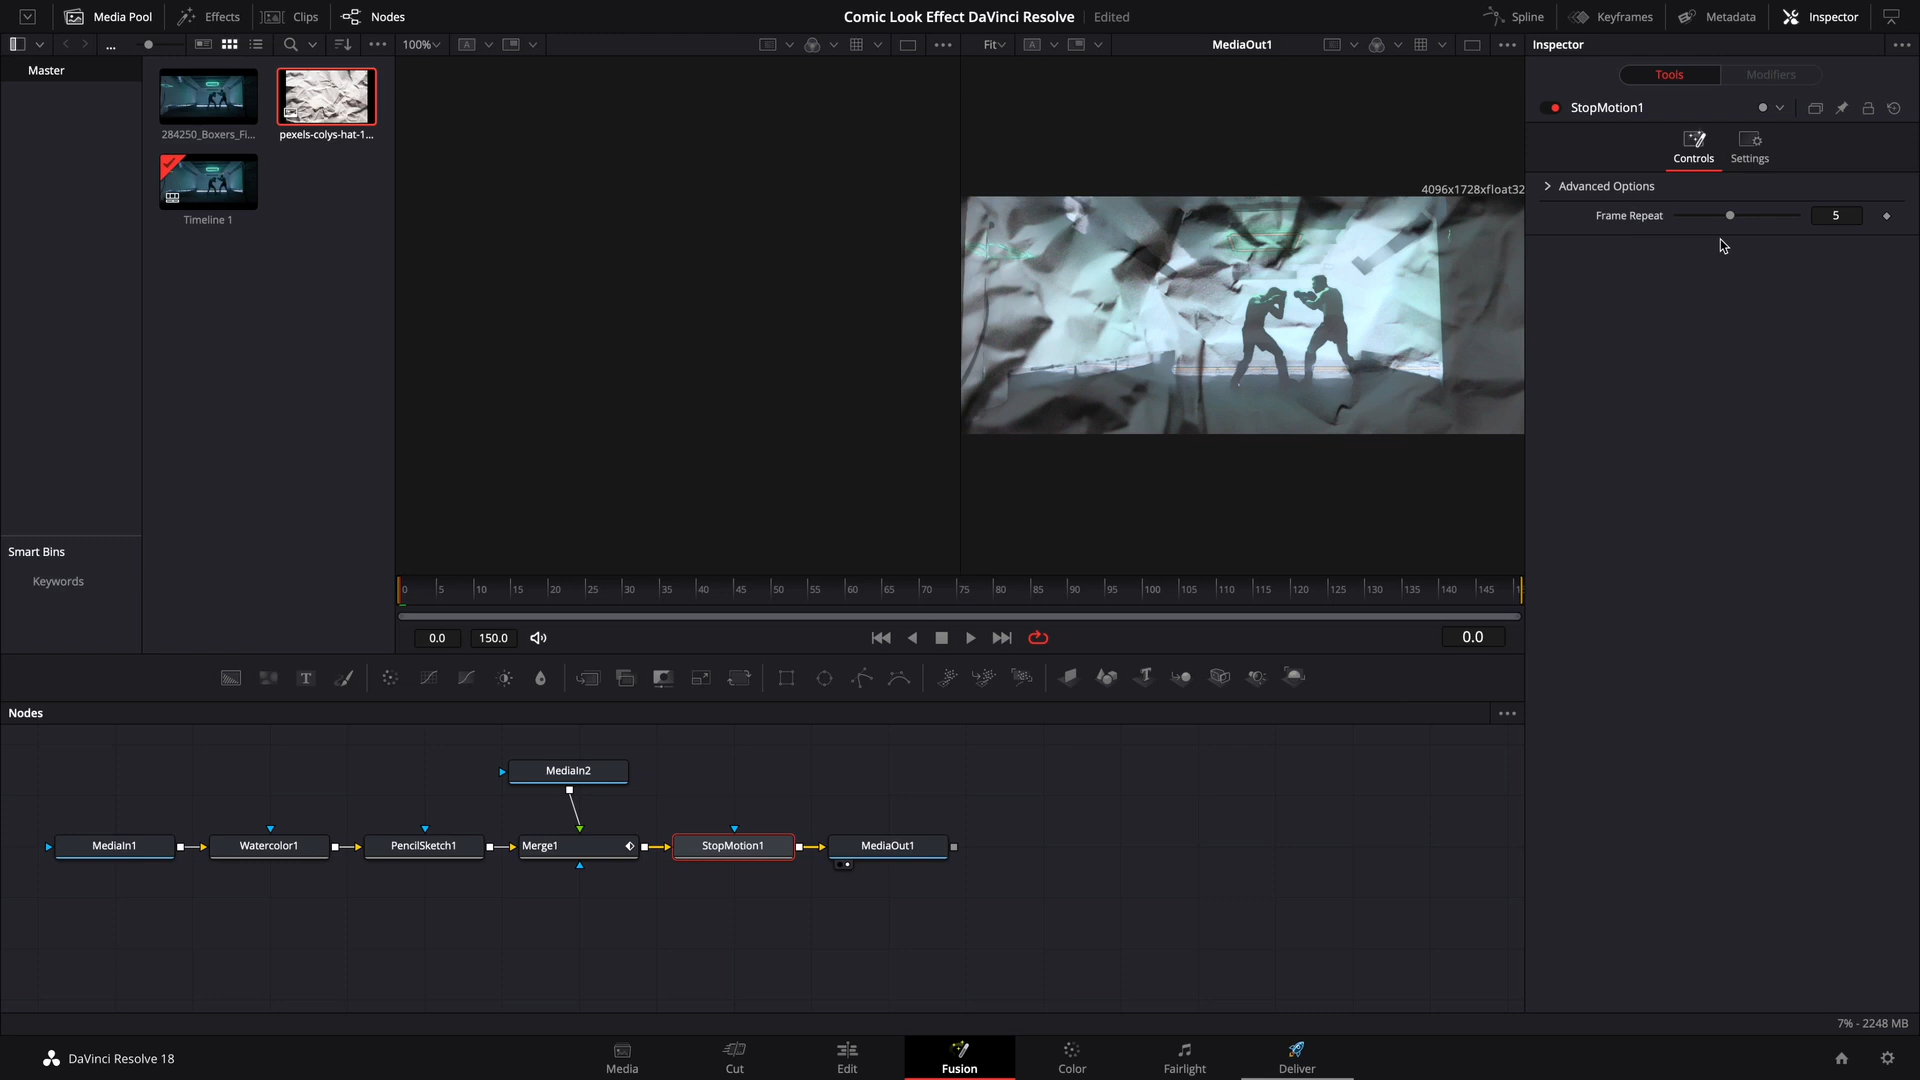 Media Pool
Effects
Clips
Nodes
Comic Look Effect DaVinci Resolve
Edited
Spline
Keyframes
Metadata
Inspector
100%
Fit
MediaOut1
Inspector
Master
Tools
Modifiers
StopMotion1
284250_Boxers_Fi...
pexels-colys-hat-1...
Controls
Settings
4096x1728xfloat32
Advanced Options
Frame Repeat
5
Timeline 1
Smart Bins
Keywords
0 5 10 15 20 25 30 35 40 45 50 55 60 65 70 75 80 85 90 95 100 105 110 115 120 125 130 135 140 145
0.0
150.0
0.0
Nodes
MediaIn2
MediaIn1
Watercolor1
PencilSketch1
Merge1
StopMotion1
MediaOut1
7% - 2248 MB
DaVinci Resolve 18
Media
Cut
Edit
Fusion
Color
Fairlight
Deliver